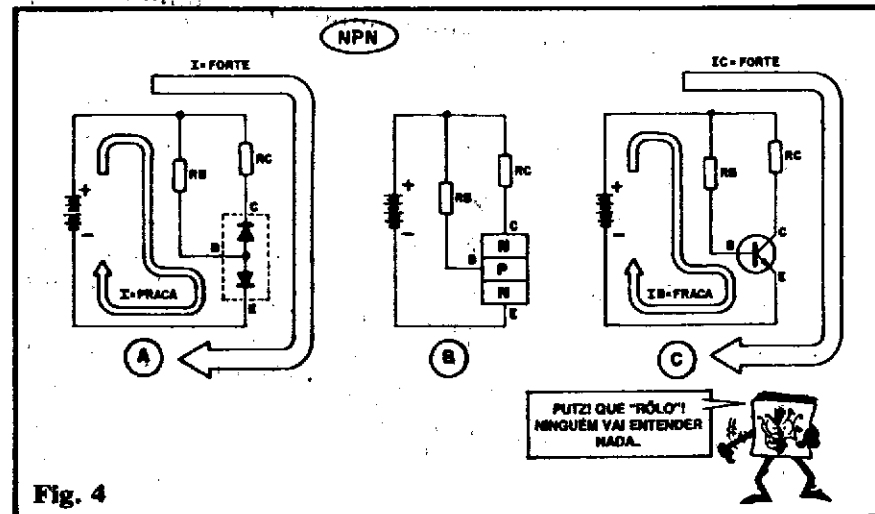 NPN
I = FORTE
RB
RC
+
-
C
B
E
I = FRACA
A
+
-
RB
RC
C
B
N
P
N
E
B
IC = FORTE
RB
RC
+
-
B
C
E
IB = FRACA
C
PUTZ! QUE "RÔLO"!
NINGUÉM VAI ENTENDER
NADA..
Fig. 4